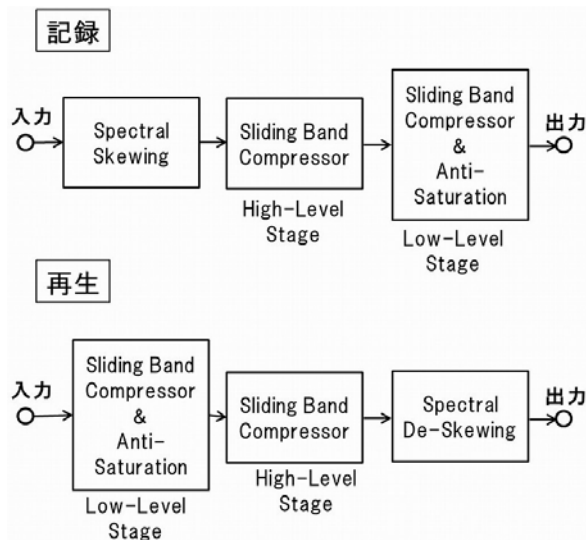 記録
入力
Spectral
Skewing
Sliding Band
Compressor
High-Level
Stage
Sliding Band
Compressor
&
Anti-
Saturation
Low-Level
Stage
出力
再生
入力
Sliding Band
Compressor
&
Anti-
Saturation
Low-Level
Stage
Sliding Band
Compressor
High-Level
Stage
Spectral
De-Skewing
出力